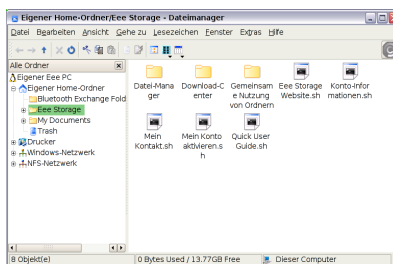 Eigener Home-Ordner/Eee Storage - Dateimanager
Datei Bearbeiten Ansicht Gehe zu Lesezeichen Fenster Extras Hilfe
Alle Ordner
Eigener Eee PC
Eigener Home-Ordner
Bluetooth Exchange Fold
Eee Storage
My Documents
Trash
Drucker
Windows-Netzwerk
NFS-Netzwerk
Datei-Mana
ger
Download-C
enter
Gemeinsam
e Nutzung
von Ordnern
Eee Storage
Website.sh
Konto-Infor
mationen.sh
Mein
Kontakt.sh
Mein Konto
aktivieren.s
h
Quick User
Guide.sh
8 Objekt(e)
0 Bytes Used / 13.77GB Free
Dieser Computer